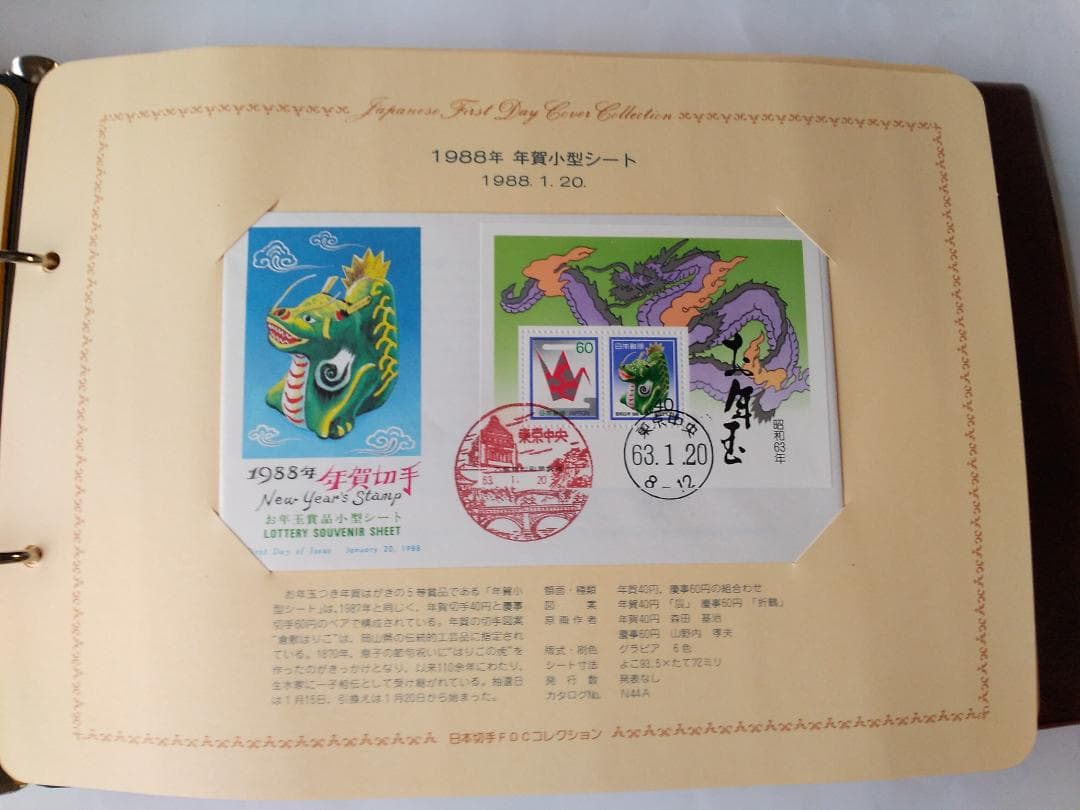 Japanese First Day Cover Collection
1988年 年賀小型シート
1988. 1. 20.
1988年 年賀切手
New Year's Stamp
お年玉賞品小型シート
LOTTERY SOUVENIR SHEET
First Day of Issue January 20, 1988
60
日本郵便 NIPPON
日本郵便
40
お年玉
昭和63年
東京中央
63. 1. 20
東京中央
63.1.20
8-12
お年玉つき年賀はがきの5等賞品である「年賀小
型シート」は、1987年と同じく、年賀切手40円と慶事
切手60円のペアで構成されている。年賀の切手図案
“倉敷はりこ”は、岡山県の伝統的工芸品に指定され
ている。1870年、息子の節句祝いに“はりこの虎”を
作ったのがきっかけとなり、以来110余年にわたり、
生水家に一子相伝として受け継がれている。抽選日
は1月15日。引換えは1月20日から始まった。
額面・種類 年賀40円、慶事60円の組合わせ
図案 年賀40円「辰」 慶事60円「折鶴」
原画作者 年賀40円 森田 基治
慶事60円 山野内 孝夫
版式・刷色 グラビア 6色
シート寸法 よこ93.5×たて72ミリ
発行数 発表なし
カタログNo. N44A
日本切手FDCコレクション